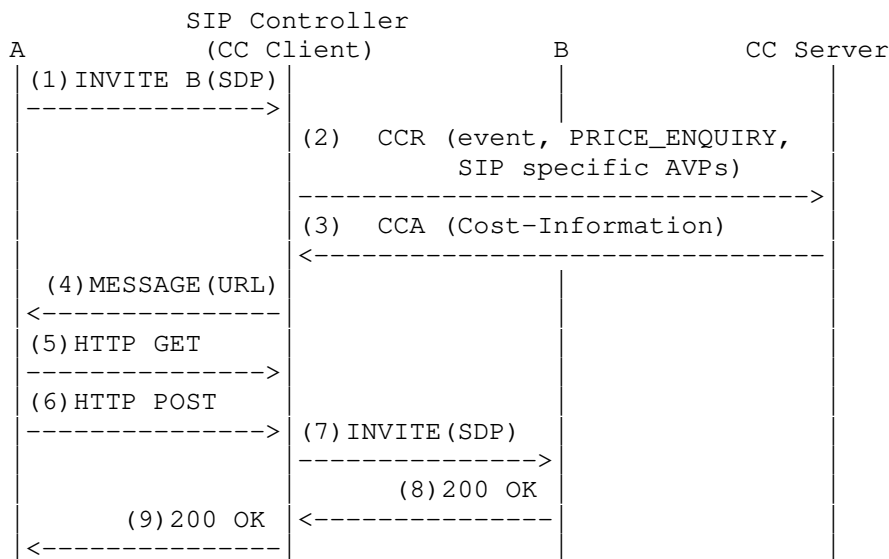 SIP Controller
A (CC Client) B CC Server
(1)INVITE B(SDP)
(2) CCR (event, PRICE_ENQUIRY,
SIP specific AVPs)
(3) CCA (Cost-Information)
(4)MESSAGE(URL)
(5)HTTP GET
(6)HTTP POST
(7)INVITE(SDP)
(8)200 OK
(9)200 OK